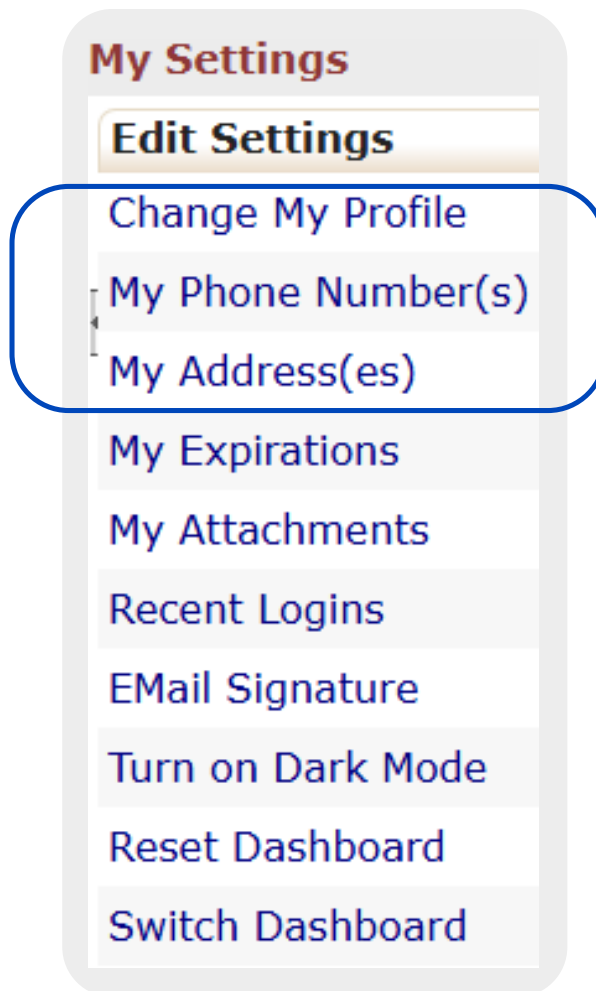 My Settings
Edit Settings
Change My Profile
My Phone Number(s)
My Address(es)
My Expirations
My Attachments
Recent Logins
EMail Signature
Turn on Dark Mode
Reset Dashboard
Switch Dashboard